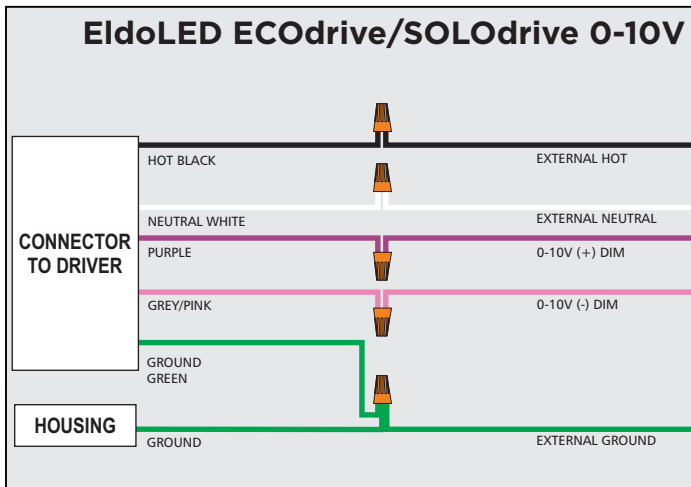 EldoLED ECOdrive/SOLOdrive 0-10V
HOT BLACK
EXTERNAL HOT
NEUTRAL WHITE
EXTERNAL NEUTRAL
CONNECTOR
TO DRIVER
PURPLE
0-10V (+) DIM
GREY/PINK
0-10V (-) DIM
GROUND
GREEN
HOUSING
GROUND
EXTERNAL GROUND